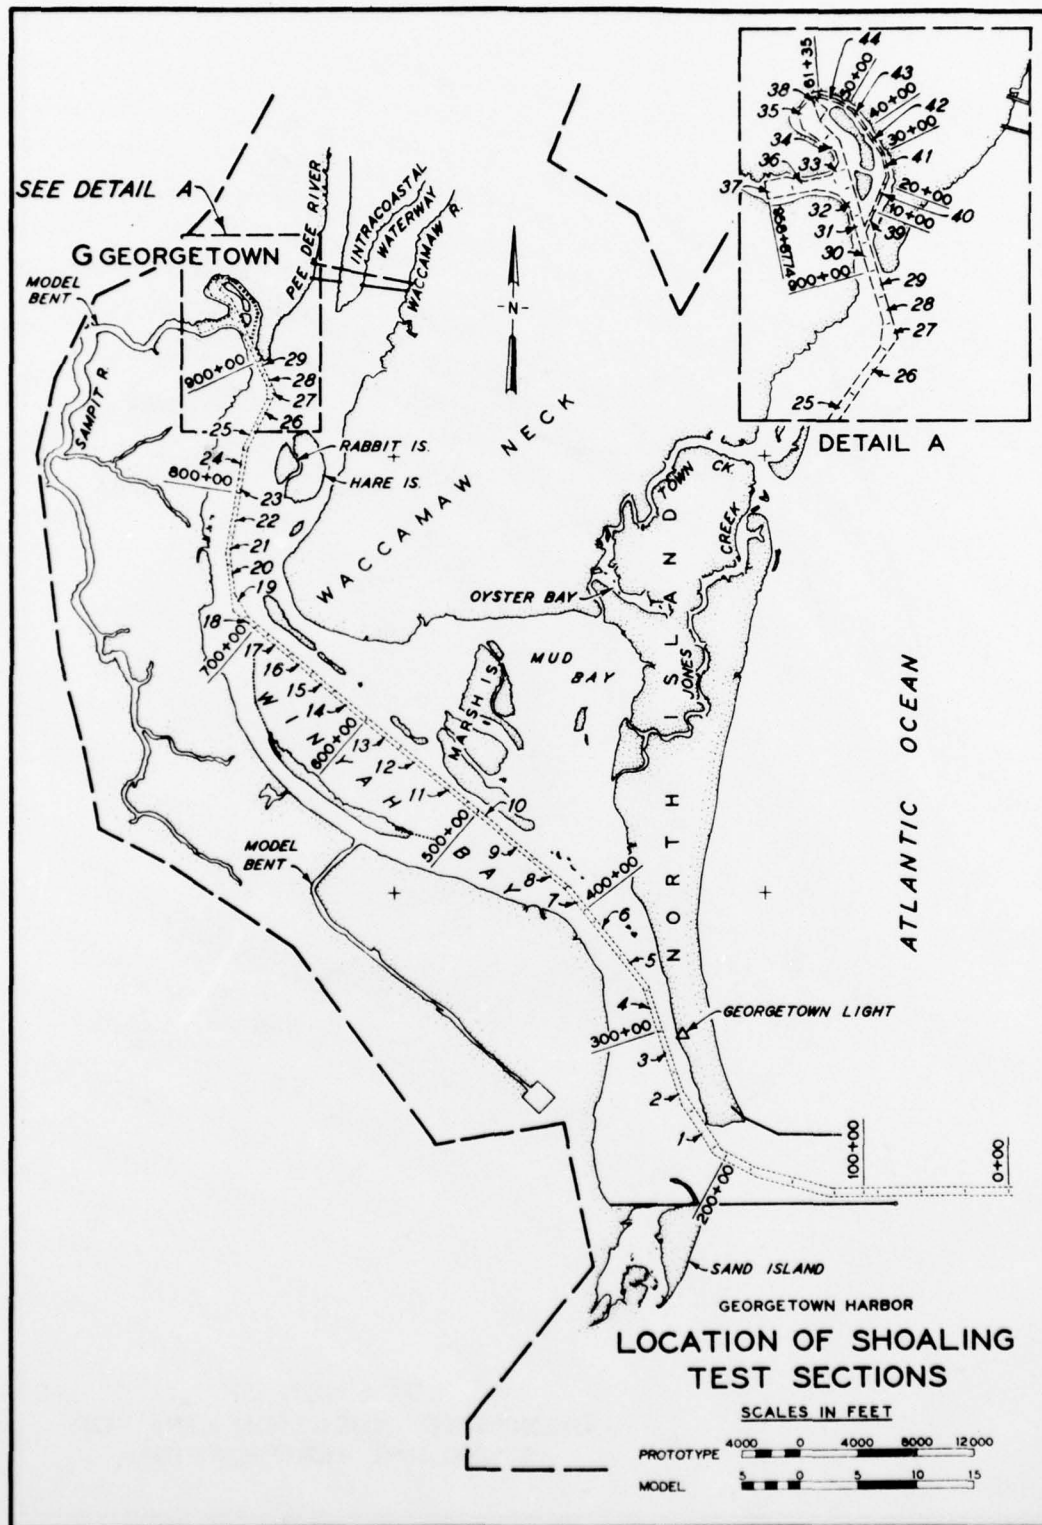 44
61+35
43
38
50+00
40+00
42
35
30+00
34
41
36
33
20+00
37
32
10+00
40
31
39
958+67.74
30
900+00
29
28
27
26
25
DETAIL A
SEE DETAIL A
G GEORGETOWN
PEE DEE RIVER
INTRACOASTAL
WATERWAY
WACCAMAW R.
MODEL
BENT
-N-
SAMPIT R.
900+00
29
28
27
26
25
24
800+00
23
22
21
20
19
18
700+00
17
16
15
14
600+00
13
12
11
10
500+00
9
8
7
400+00
6
5
4
300+00
3
2
1
200+00
100+00
0+00
RABBIT IS.
HARE IS.
WACCAMAW NECK
TOWN CK.
CREEK
JONES
OYSTER BAY
MUD
BAY
MARSH IS.
WINYAH BAY
NORTH ISLAND
ATLANTIC OCEAN
MODEL
BENT
GEORGETOWN LIGHT
SAND ISLAND
GEORGETOWN HARBOR
LOCATION OF SHOALING
TEST SECTIONS
SCALES IN FEET
PROTOTYPE 4000 0 4000 8000 12000
MODEL 5 0 5 10 15